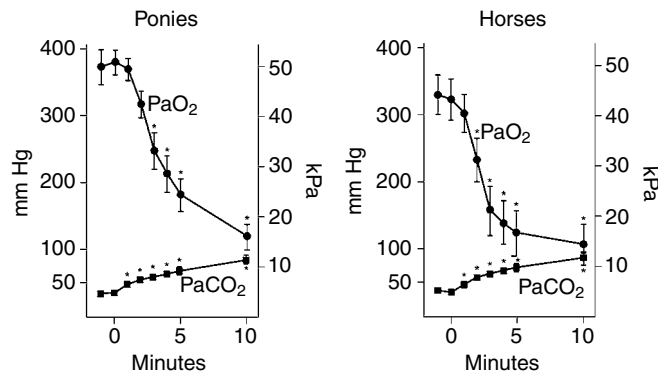 Ponies
400
300
200
100
50
mm Hg
50
40
30
20
10
kPa
PaO2
PaCO2
* * * *
* * * * * *
0 5 10
Minutes
Horses
400
300
200
100
50
mm Hg
50
40
30
20
10
kPa
PaO2
PaCO2
* * * * *
* * * * * *
0 5 10
Minutes